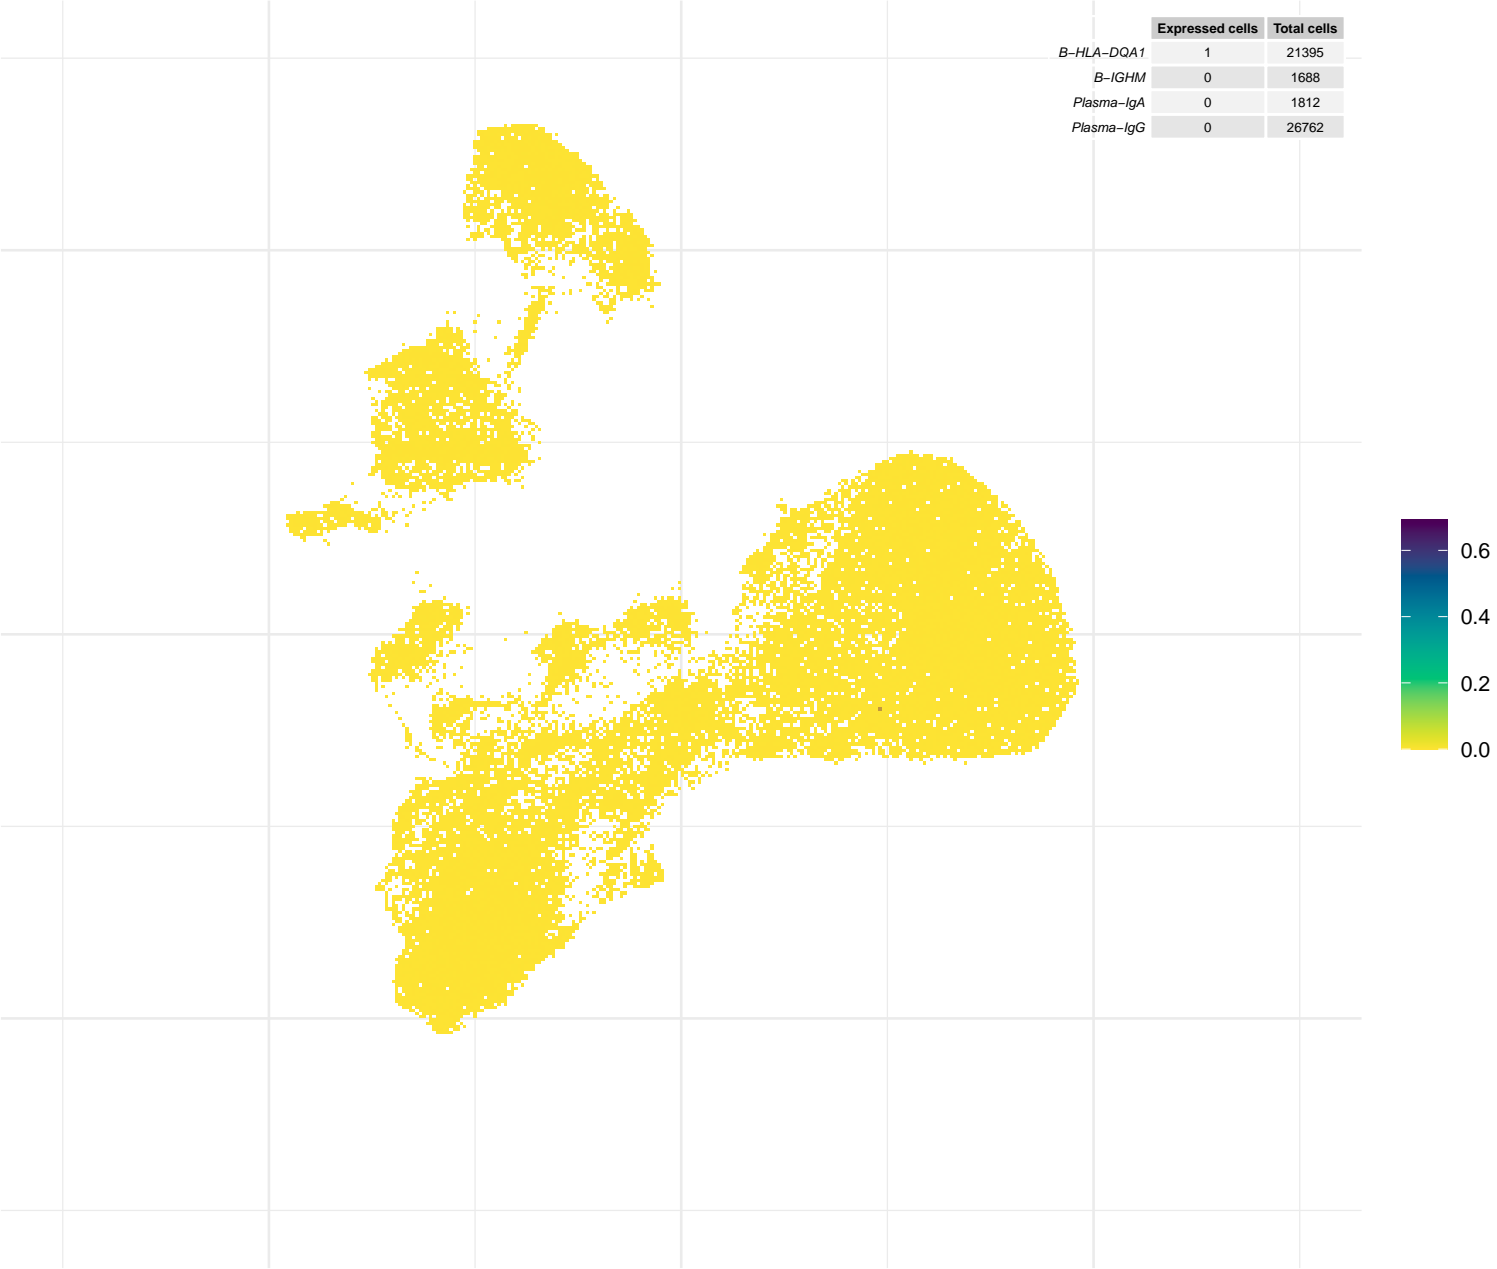 Expressed cells Total cells
B−HLA−DQA1 1 21395
B−IGHM 0 1688
Plasma−IgA 0 1812
Plasma−IgG 0 26762
0.6
0.4
0.2
0.0